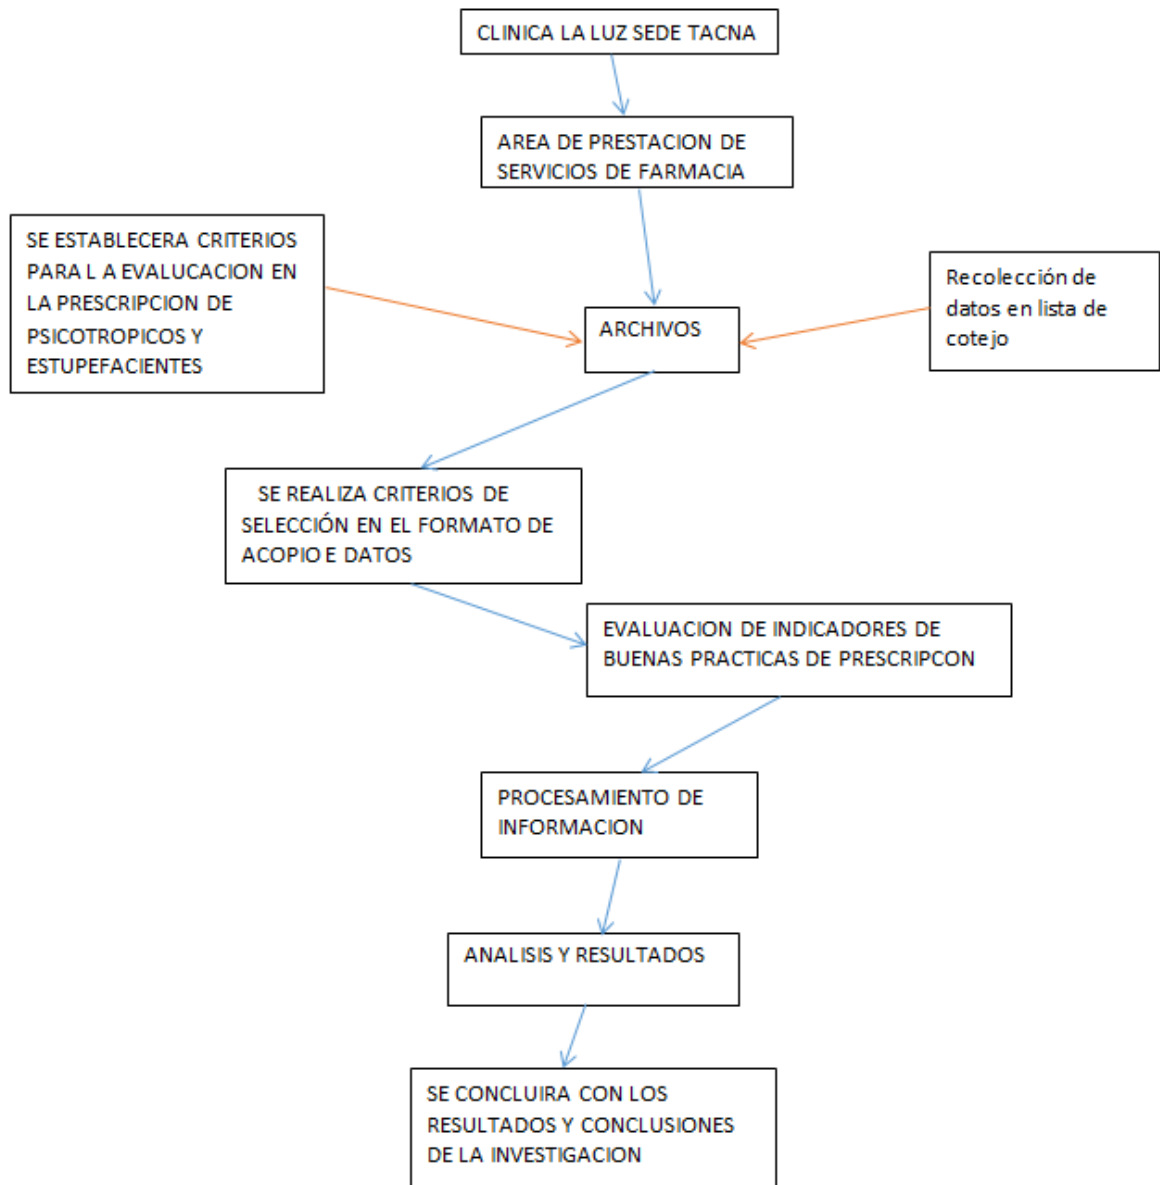 CLINICA LA LUZ SEDE TACNA
AREA DE PRESTACION DE
SERVICIOS DE FARMACIA
SE ESTABLECERA CRITERIOS
PARA L A EVALUCACION EN
LA PRESCRIPCION DE
PSICOTROPICOS Y
ESTUPEFACIENTES
ARCHIVOS
Recolección de
datos en lista de
cotejo
SE REALIZA CRITERIOS DE
SELECCIÓN EN EL FORMATO DE
ACOPIO E DATOS
EVALUACION DE INDICADORES DE
BUENAS PRACTICAS DE PRESCRIPCON
PROCESAMIENTO DE
INFORMACION
ANALISIS Y RESULTADOS
SE CONCLUIRA CON LOS
RESULTADOS Y CONCLUSIONES
DE LA INVESTIGACION